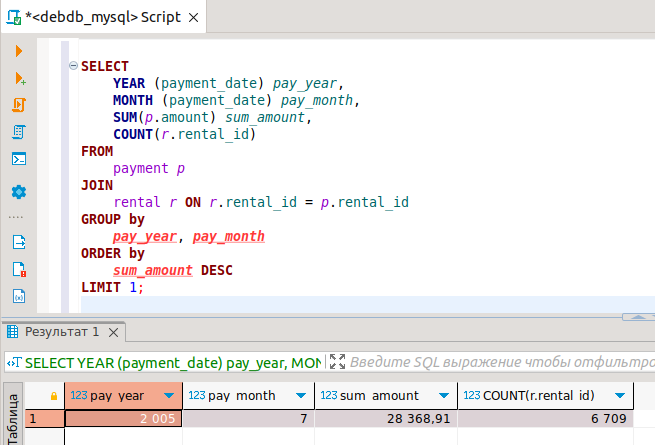 *<debdb_mysql> Script
SELECT
YEAR (payment_date) pay_year,
MONTH (payment_date) pay_month,
SUM(p.amount) sum_amount,
COUNT(r.rental_id)
FROM
payment p
JOIN
rental r ON r.rental_id = p.rental_id
GROUP by
pay_year, pay_month
ORDER by
sum_amount DESC
LIMIT 1;
Результат 1
SELECT YEAR (payment_date) pay_year, MON
Введите SQL выражение чтобы отфильтро
Таблица
123 pay_year 123 pay_month 123 sum_amount 123 COUNT(r.rental_id)
1 2 005 7 28 368,91 6 709